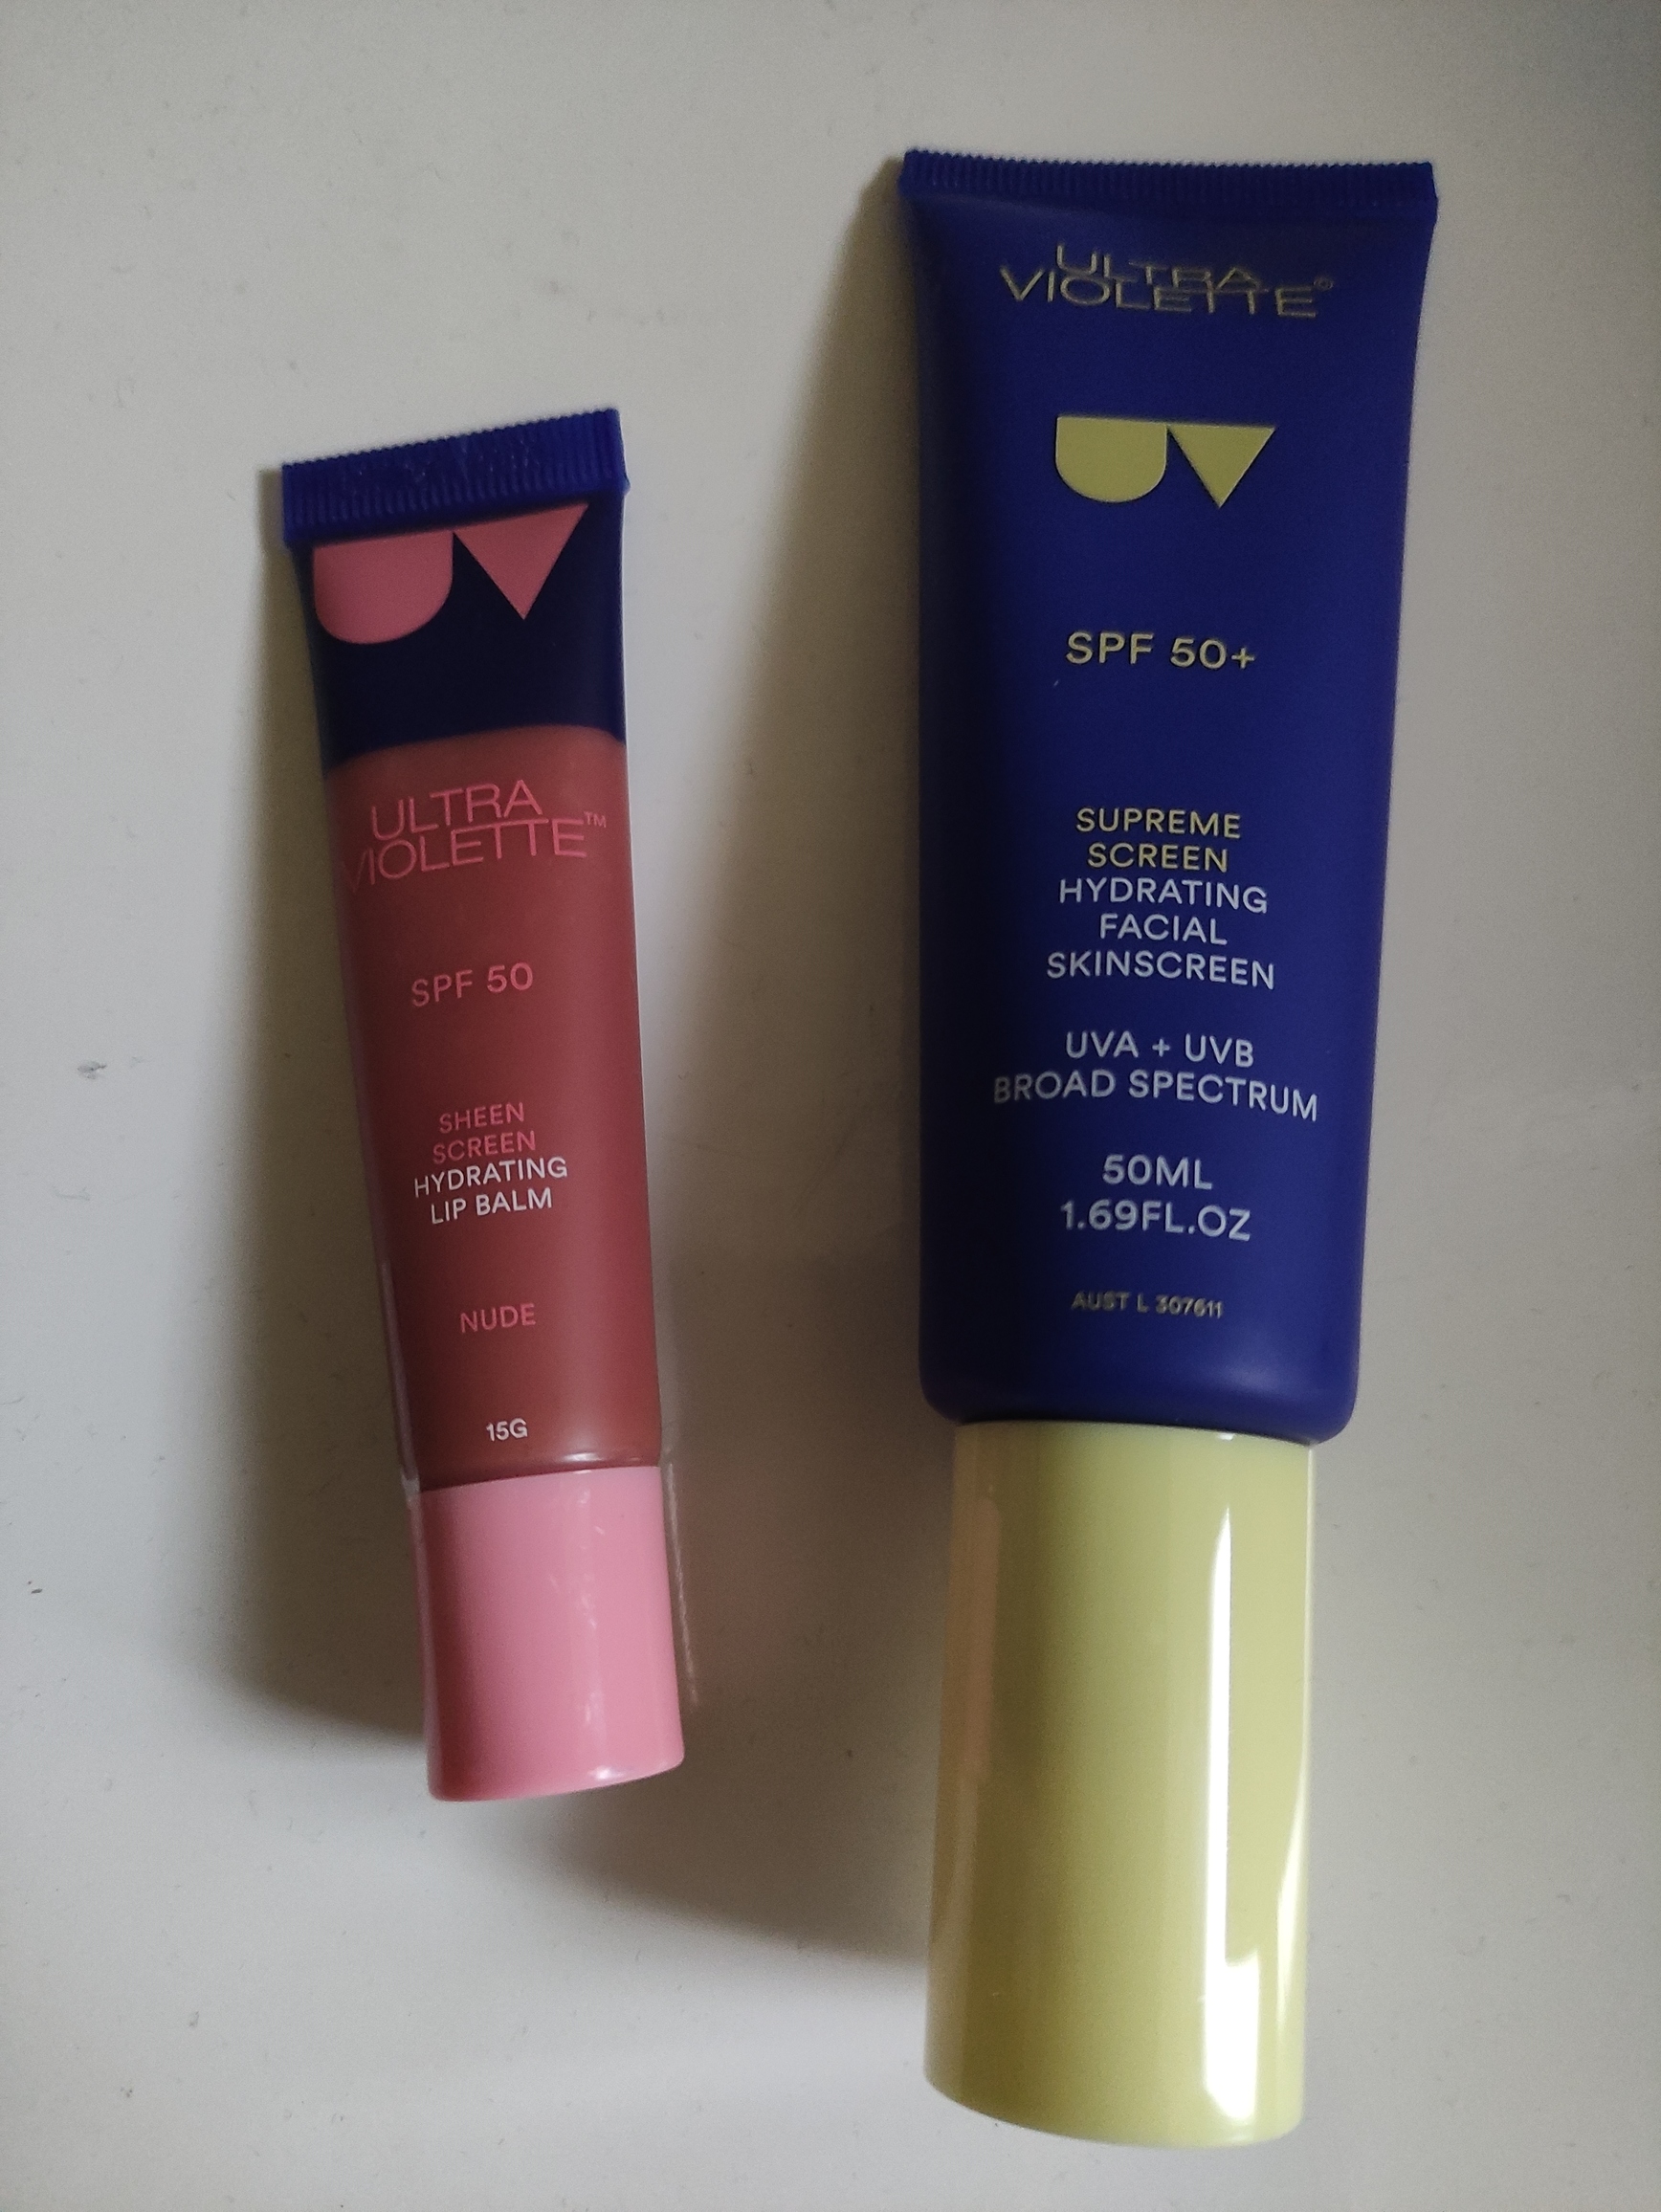 ULTRA
VIOLETTE™
SPF 50
SHEEN
SCREEN
HYDRATING
LIP BALM
NUDE
15G
ULTRA
VIOLETTE©
SPF 50+
SUPREME
SCREEN
HYDRATING
FACIAL
SKINSCREEN
UVA + UVB
BROAD SPECTRUM
50ML
1.69FL.OZ
AUST L 307611